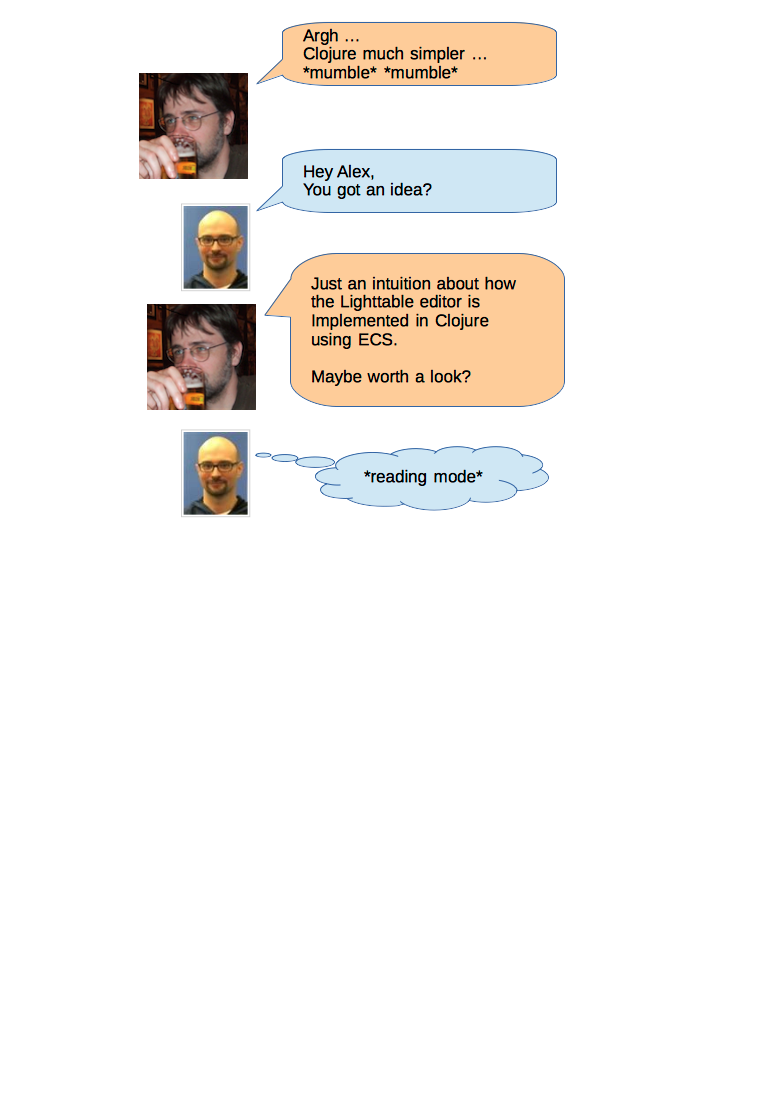 Argh …
Clojure much simpler …
*mumble* *mumble*
Hey Alex,
You got an idea?
Just an intuition about how
the Lighttable editor is
Implemented in Clojure
using ECS.
Maybe worth a look?
*reading mode*